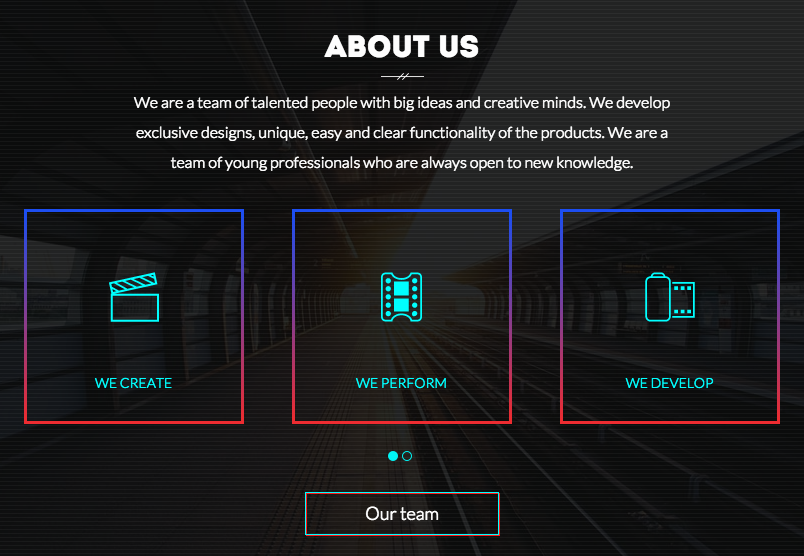 ABOUT US
We are a team of talented people with big ideas and creative minds. We develop
exclusive designs, unique, easy and clear functionality of the products. We are a
team of young professionals who are always open to new knowledge.
WE CREATE
WE PERFORM
WE DEVELOP
Our team